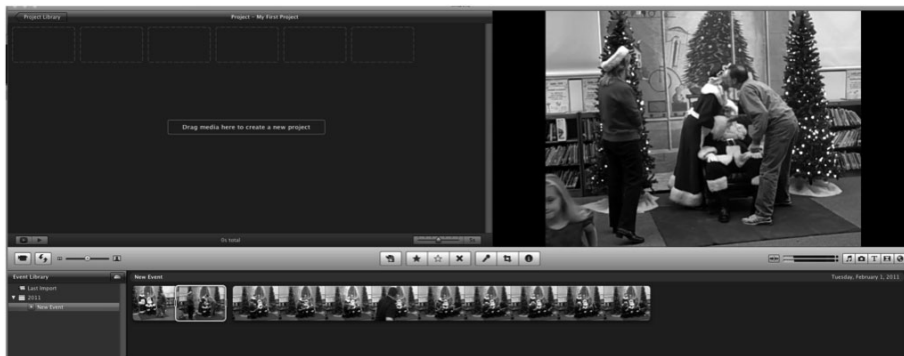 Project Library
Project - My First Project
Drag media here to create a new project
0s total
5s
Event Library
New Event
Tuesday, February 1, 2011
Last Import
2011
New Event